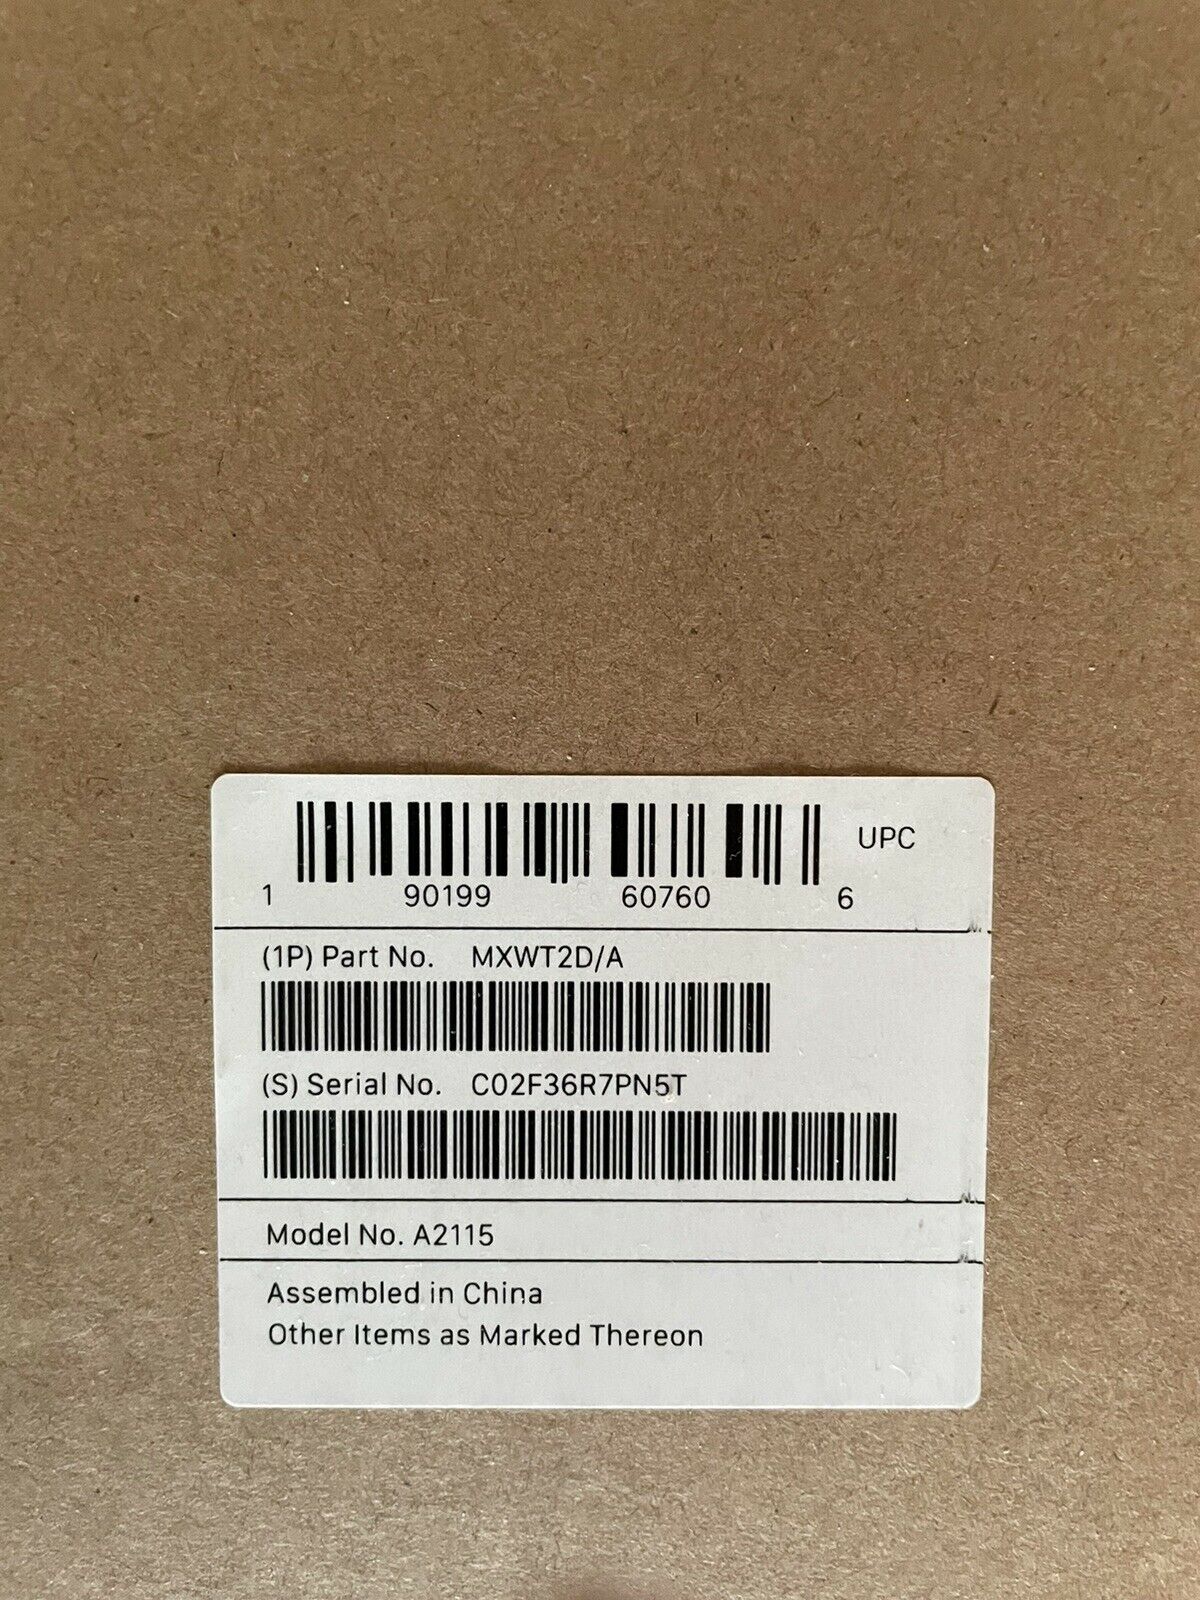 UPC
1 90199 60760 6
(1P) Part No. MXWT2D/A
(S) Serial No. C02F36R7PN5T
Model No. A2115
Assembled in China
Other Items as Marked Thereon